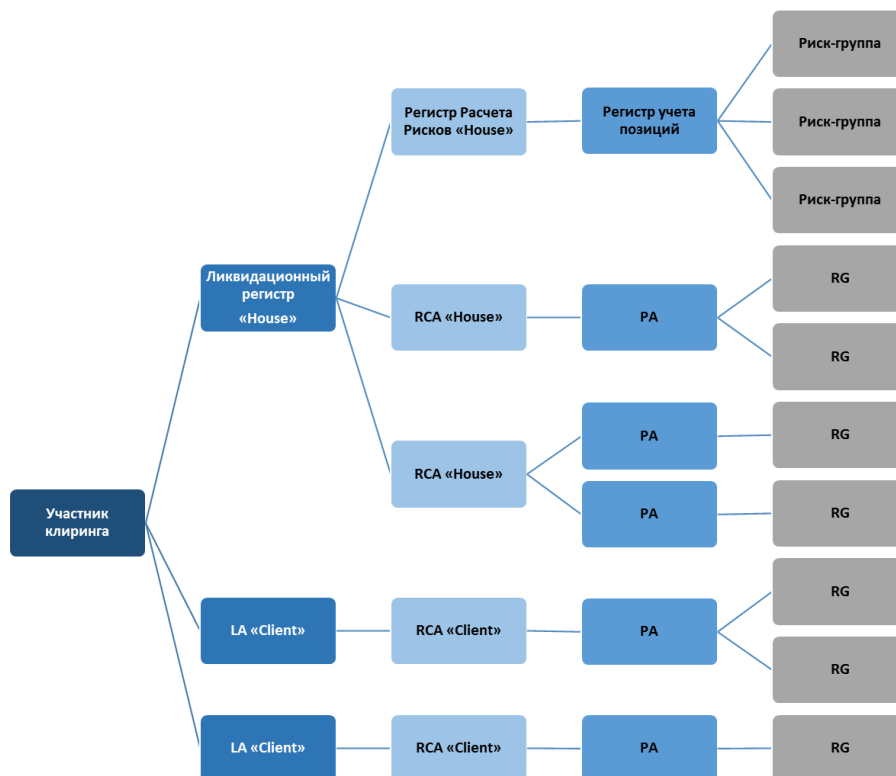 Риск-группа
Регистр Расчета
Рисков «House»
Регистр учета
позиций
Риск-группа
Риск-группа
Ликвидационный
регистр
«House»
RG
RCA «House»
PA
RG
PA
RG
RCA «House»
PA
RG
Участник
клиринга
RG
LA «Client»
RCA «Client»
PA
RG
LA «Client»
RCA «Client»
PA
RG